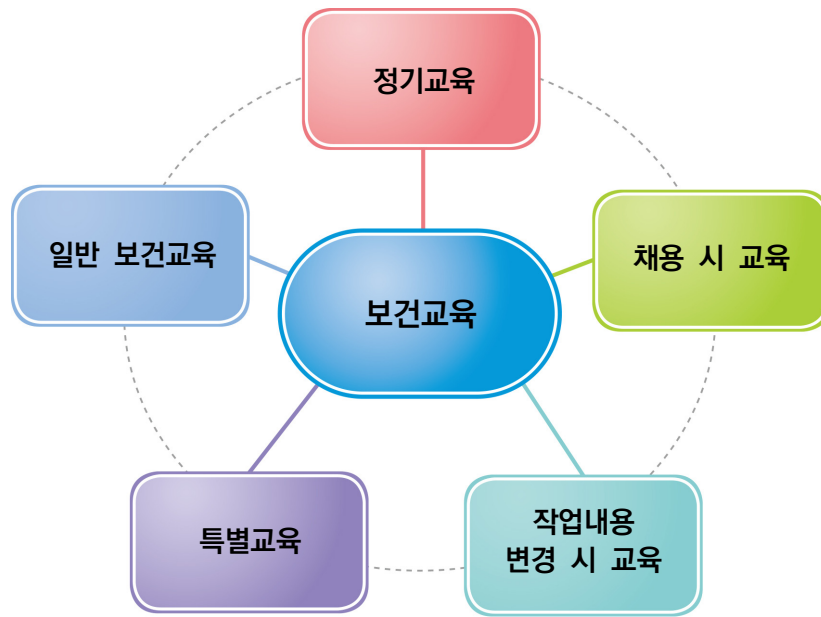 정기교육
일반 보건교육
채용 시 교육
보건교육
특별교육
작업내용
변경 시 교육